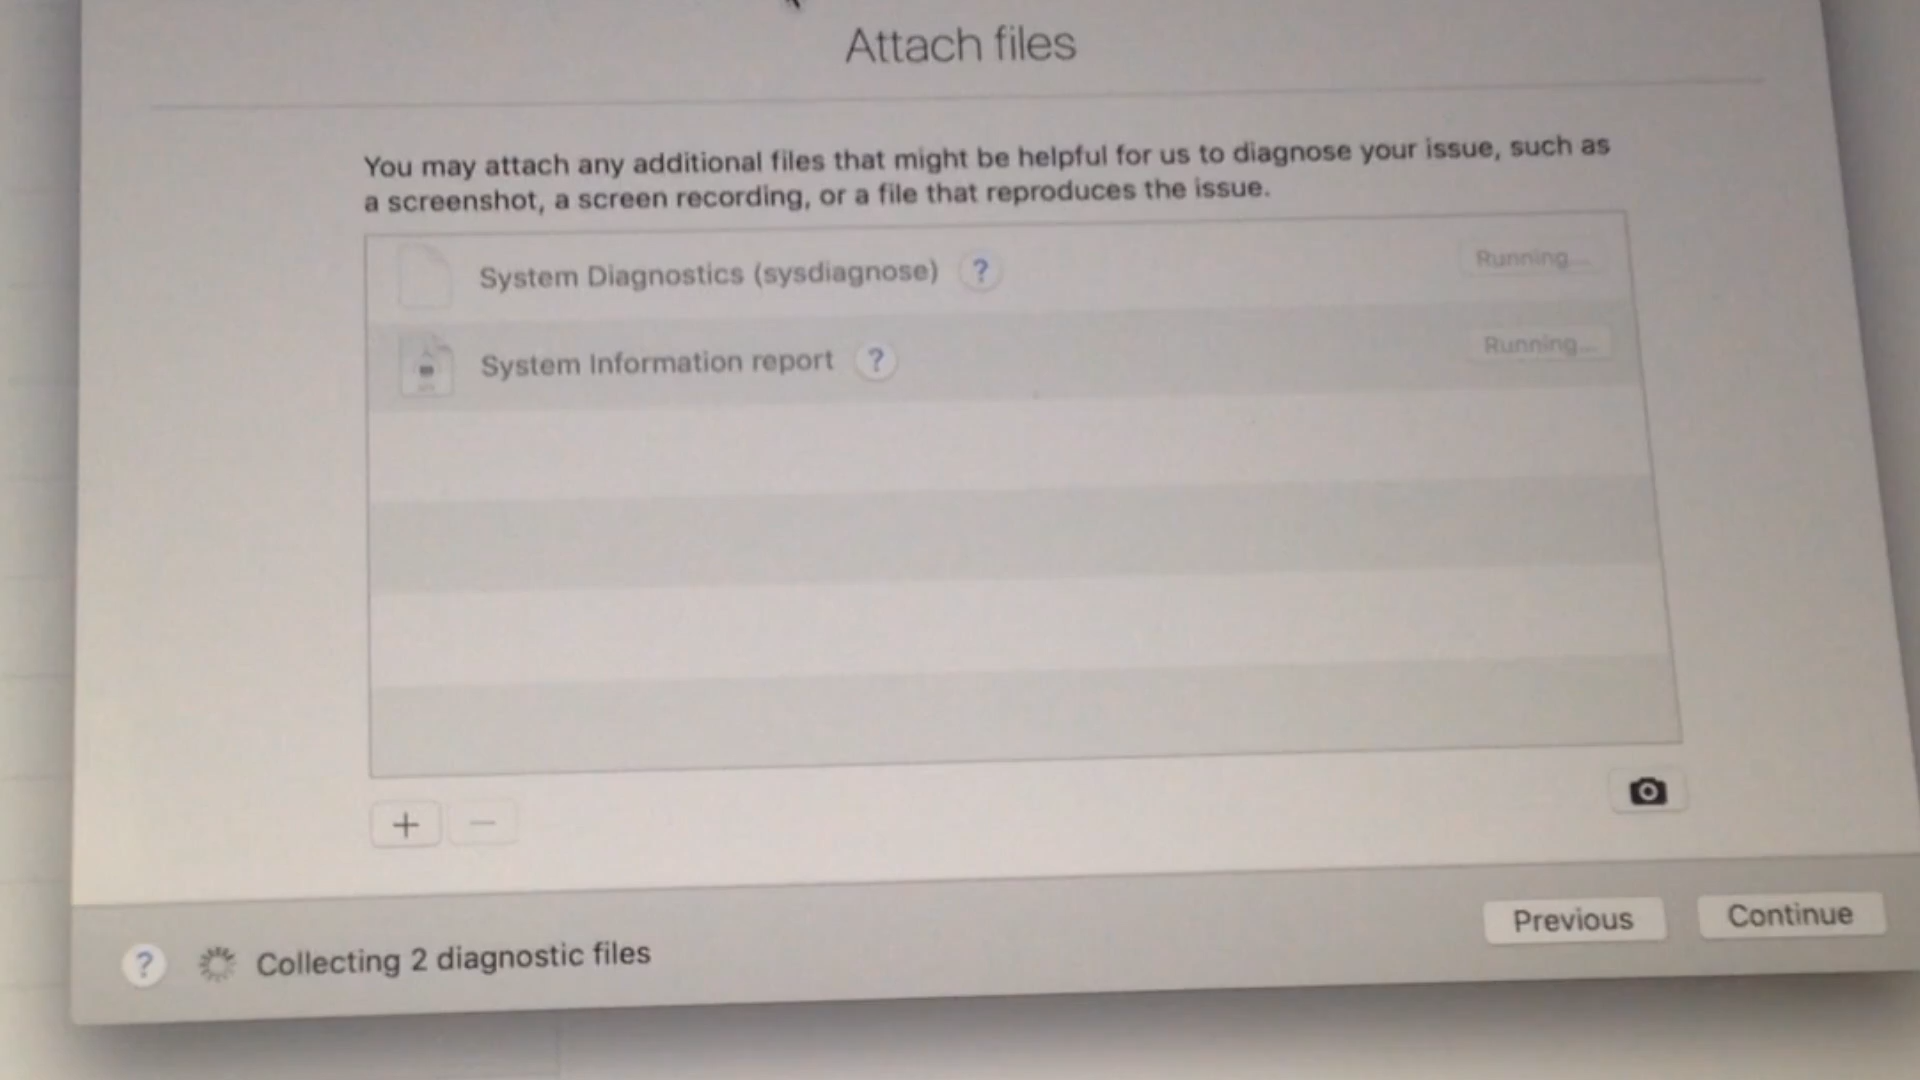 Attach files
You may attach any additional files that might be helpful for us to diagnose your issue, such as
a screenshot, a screen recording, or a file that reproduces the issue.
System Diagnostics (sysdiagnose) ?
Running...
System Information report ?
Running...
+ −
Previous
Continue
? Collecting 2 diagnostic files